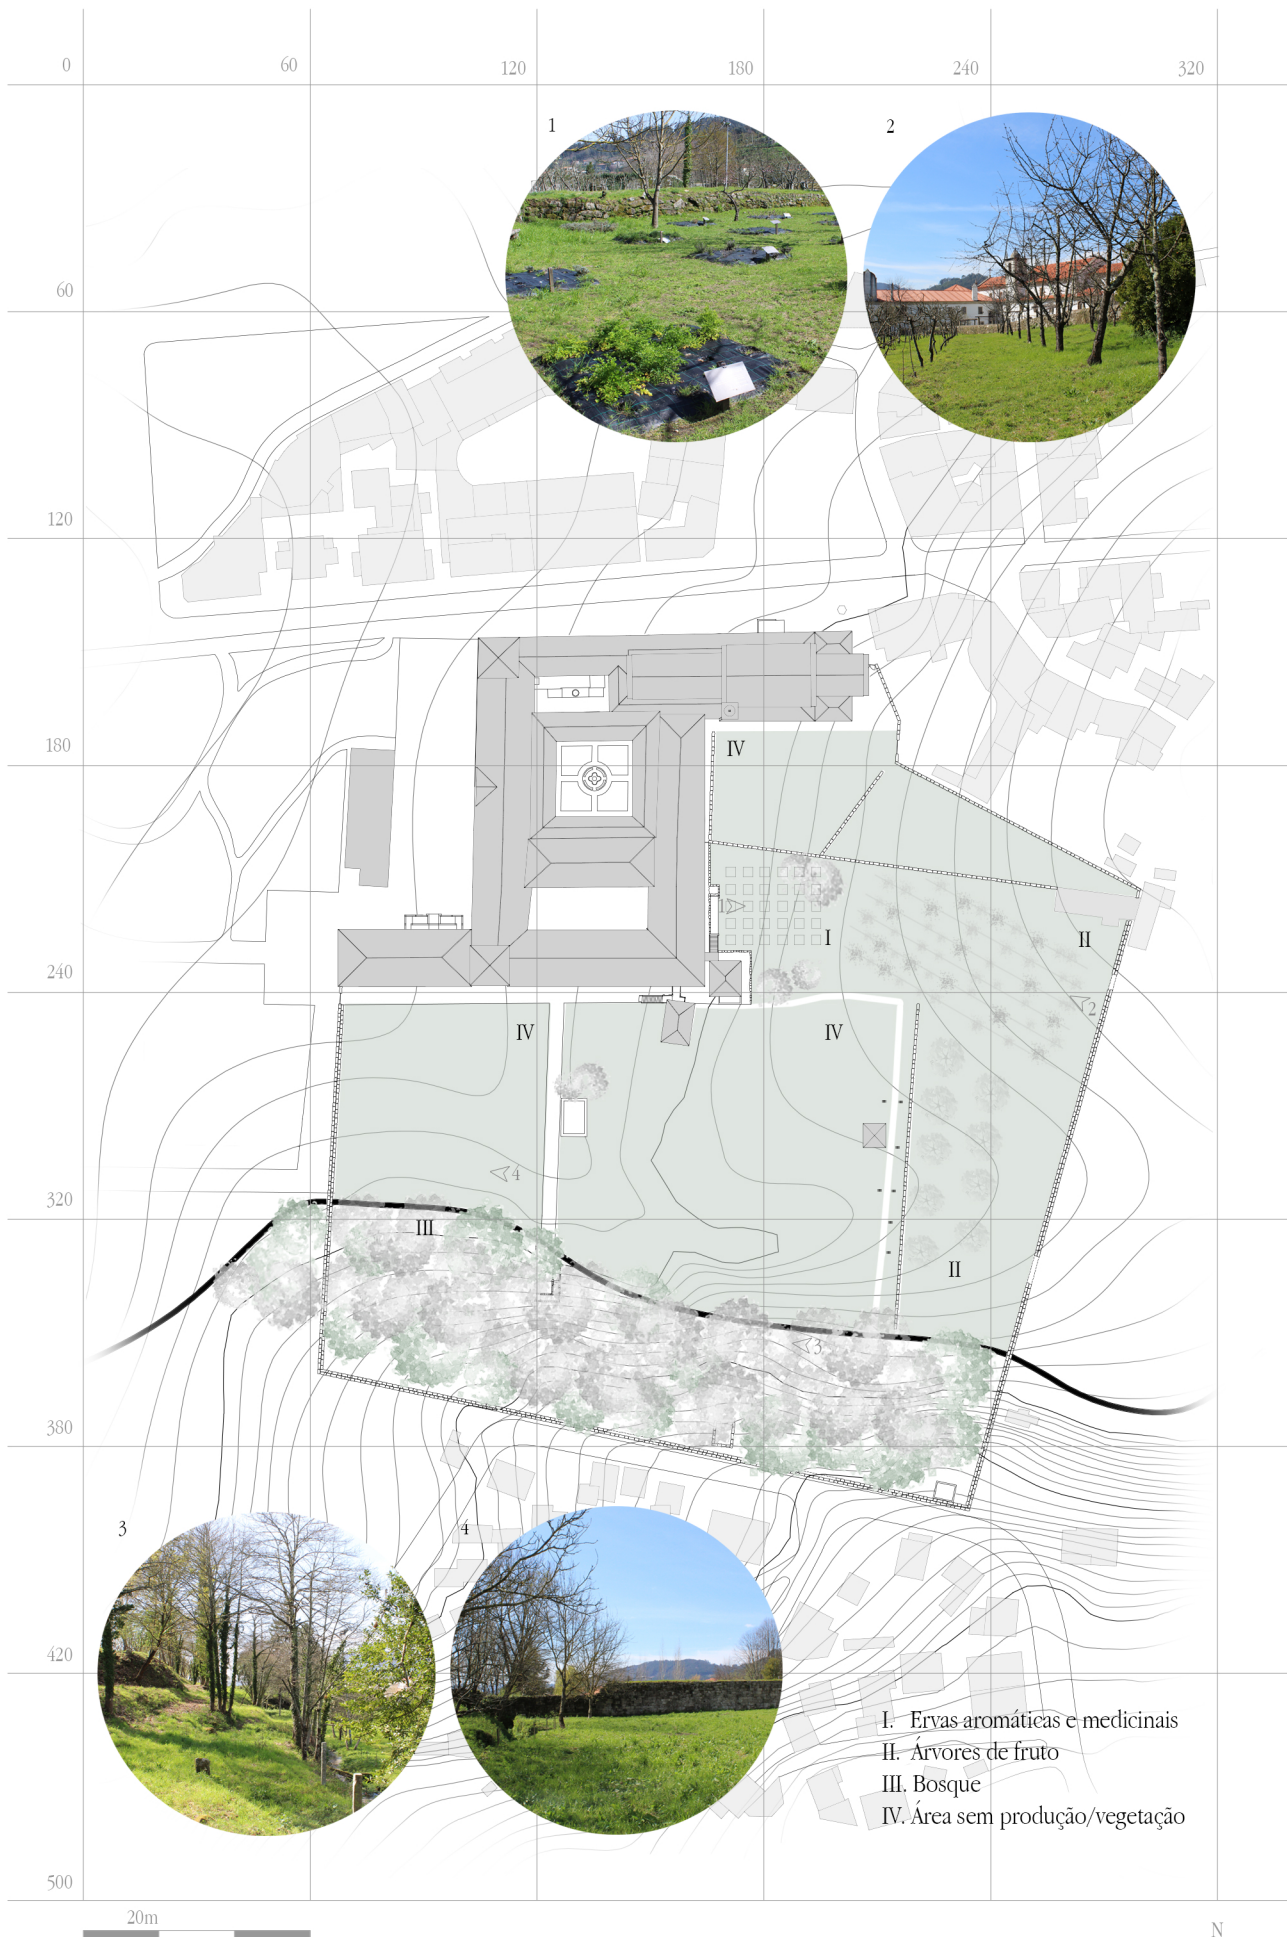 0 60 120 180 240 320
1
2
60
120
180
IV
I
1
II
240
2
IV
IV
4
320
III
II
3
380
3
4
420
I. Ervas aromáticas e medicinais
II. Árvores de fruto
III. Bosque
IV. Área sem produção/vegetação
500
20m
N